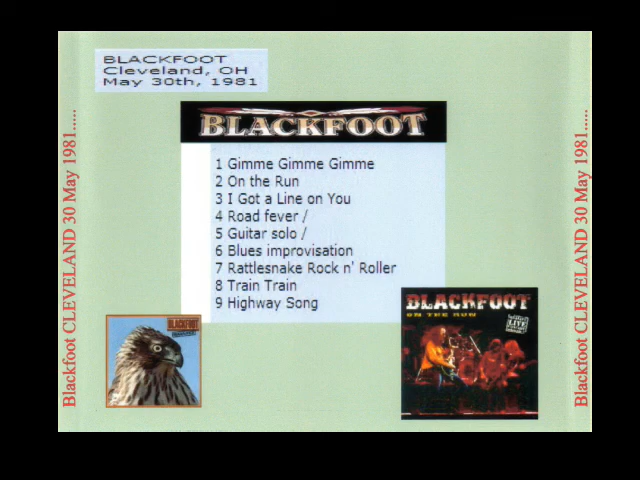 BLACKFOOT
Cleveland, OH
May 30th, 1981
Blackfoot CLEVELAND 30 May 1981.....
BLACKFOOT
1 Gimme Gimme Gimme
2 On the Run
3 I Got a Line on You
4 Road fever /
5 Guitar solo /
6 Blues improvisation
7 Rattlesnake Rock n' Roller
8 Train Train
9 Highway Song
BLACKFOOT
BLACKFOOT
ON THE RUN
LIVE
Blackfoot CLEVELAND 30 May 1981.....